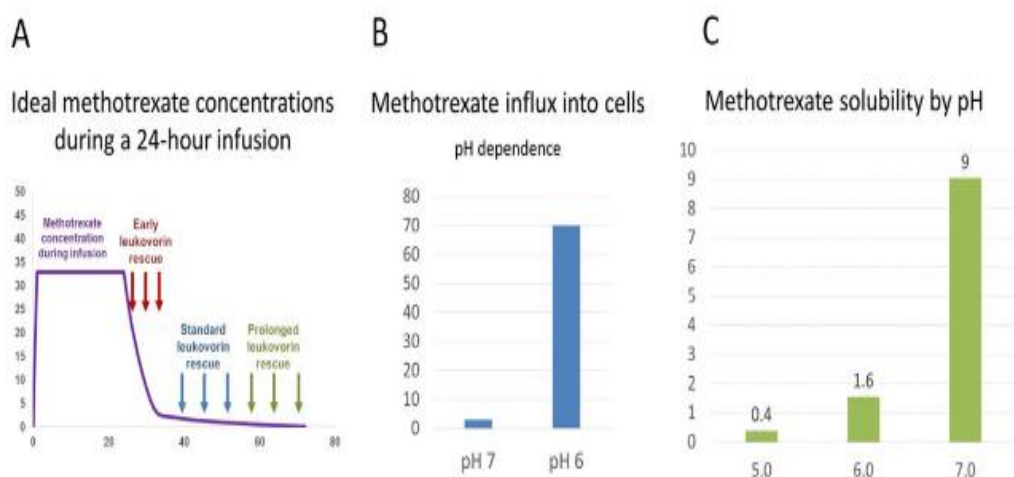 A
Ideal methotrexate concentrations
during a 24-hour infusion
50
45
40
35
30
25
20
15
10
5
0
Methotrexate
concentration
during infusion
Early
leukovorin
rescue
Standard
leukovorin
rescue
Prolonged
leukovorin
rescue
0 20 40 60 80
B
Methotrexate influx into cells
pH dependence
80
70
60
50
40
30
20
10
0
pH 7 pH 6
C
Methotrexate solubility by pH
10
9
8
7
6
5
4
3
2
1
0
0.4
1.6
9
5.0 6.0 7.0